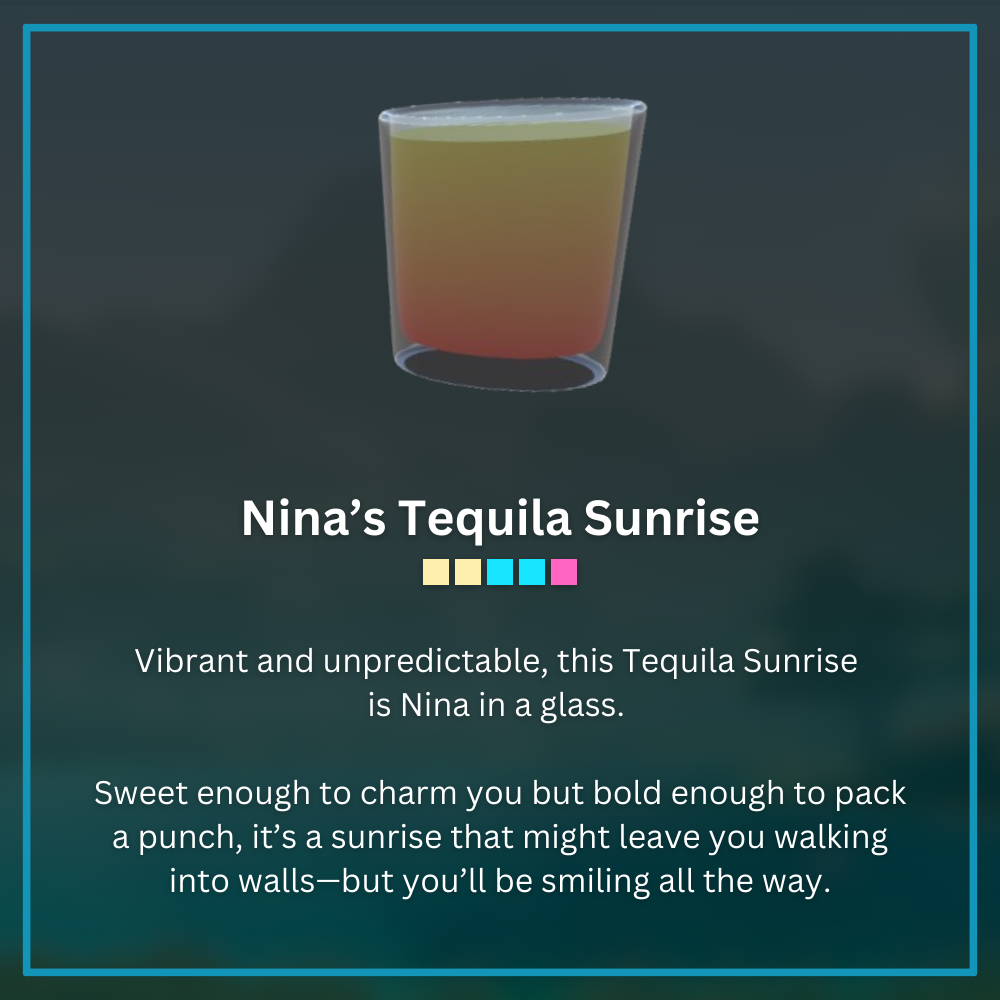 Nina’s Tequila Sunrise
Vibrant and unpredictable, this Tequila Sunrise
is Nina in a glass.
Sweet enough to charm you but bold enough to pack
a punch, it’s a sunrise that might leave you walking
into walls—but you’ll be smiling all the way.